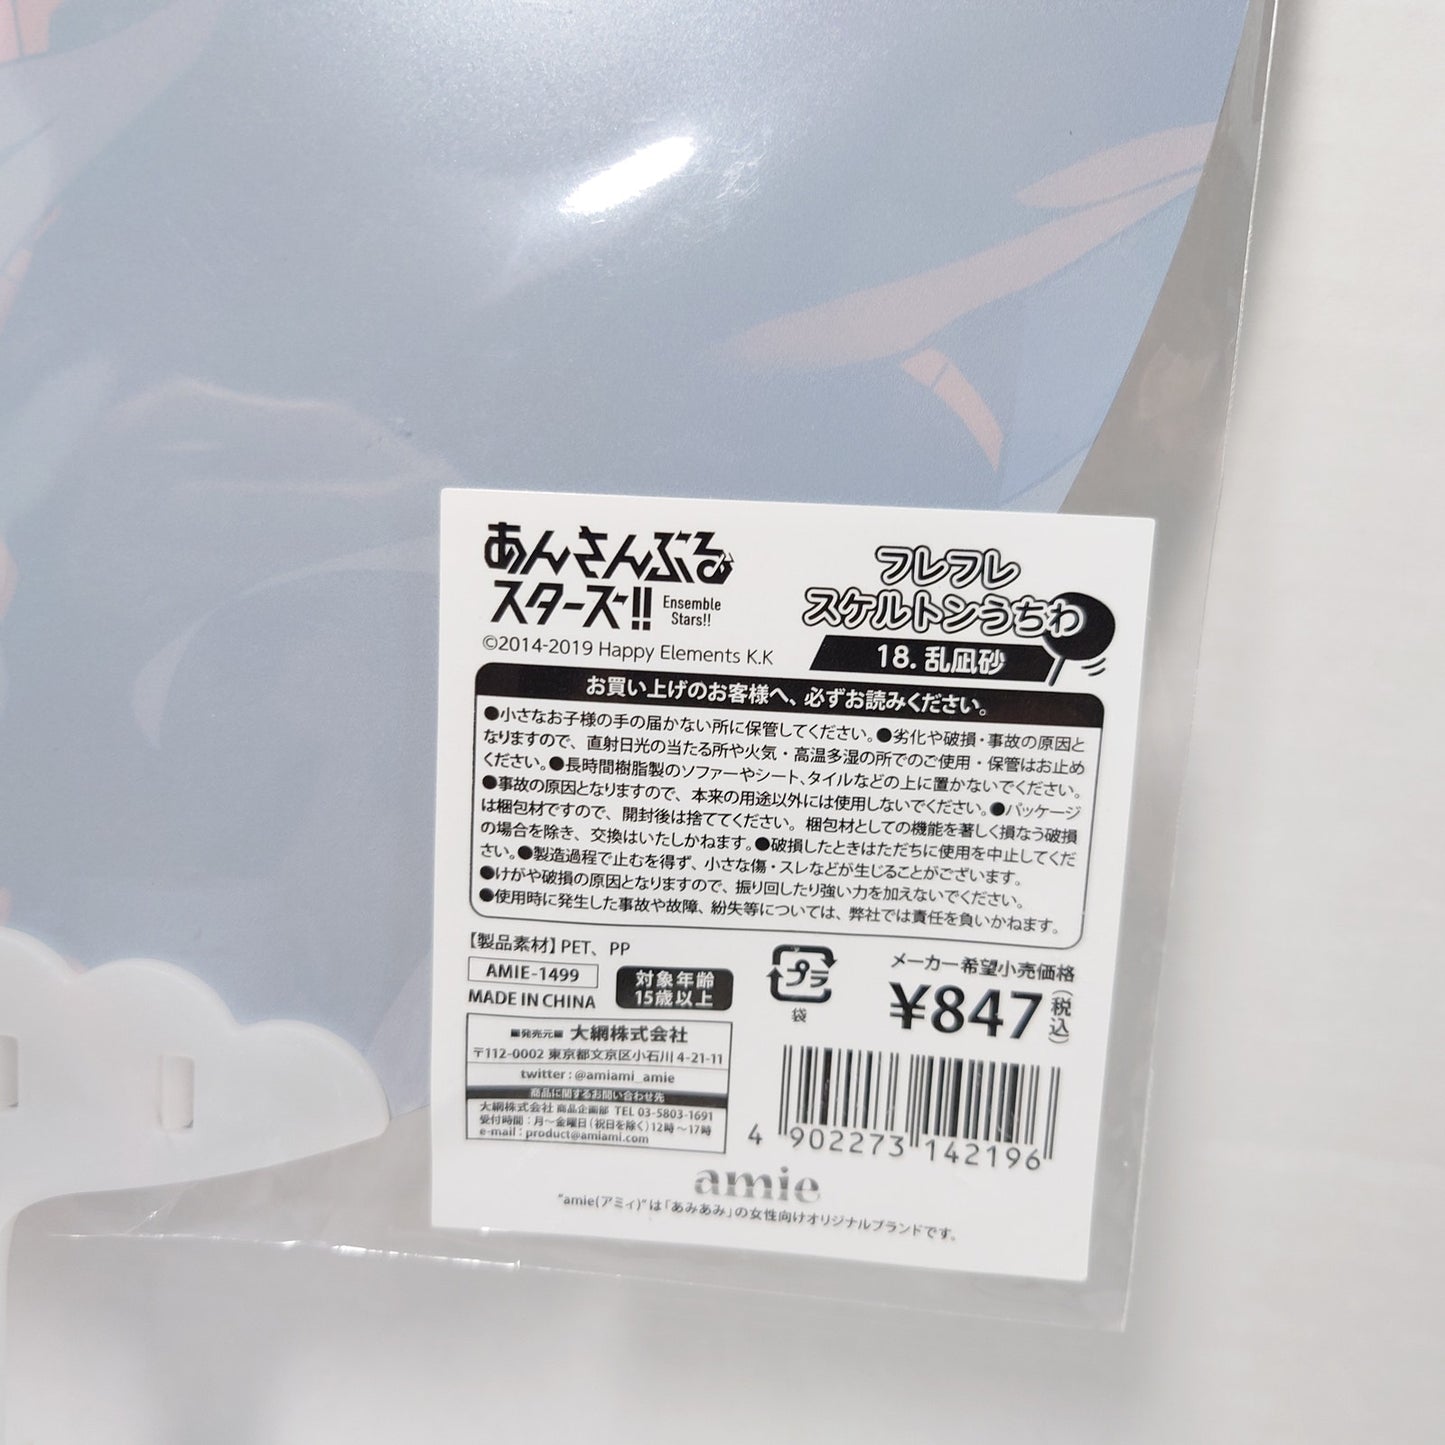 あんさんぶる
スターズ!!
Ensemble
Stars!!
©2014-2019 Happy Elements K.K
フレフレ
スケルトンうちわ
18. 乱凪砂
お買い上げのお客様へ、必ずお読みください。
●小さなお子様の手の届かない所に保管してください。●劣化や破損・事故の原因と
なりますので、直射日光の当たる所や火気・高温多湿の所でのご使用・保管はお止め
ください。●長時間樹脂製のソファーやシート、タイルなどの上に置かないでください。
●事故の原因となりますので、本来の用途以外には使用しないでください。●パッケージ
は梱包材ですので、開封後は捨ててください。梱包材としての機能を著しく損なう破損
の場合を除き、交換はいたしかねます。●破損したときはただちに使用を中止してくだ
さい。●製造過程で止むを得ず、小さな傷・スレなどが生じることがございます。
●けがや破損の原因となりますので、振り回したり強い力を加えないでください。
●使用時に発生した事故や故障、紛失等については、弊社では責任を負いかねます。
【製品素材】PET、PP
AMIE-1499
MADE IN CHINA
対象年齢
15歳以上
プラ
袋
メーカー希望小売価格
¥847(税込)
■発売元■ 大網株式会社
〒112-0002 東京都文京区小石川 4-21-11
twitter : @amiami_amie
商品に関するお問い合わせ先
大網株式会社 商品企画部 TEL 03-5803-1691
受付時間：月～金曜日(祝日を除く)12時～17時
e-mail : product@amiami.com
4 902273 142196
amie
"amie(アミィ)"は「あみあみ」の女性向けオリジナルブランドです。